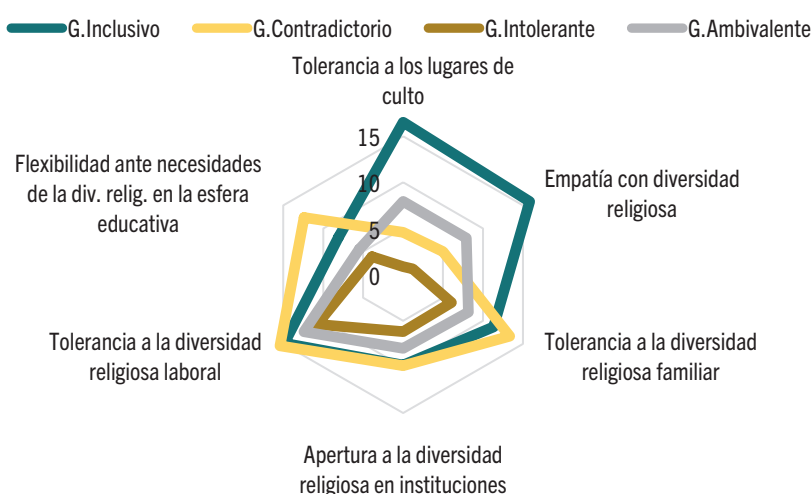 G.Inclusivo G.Contradictorio G.Intolerante G.Ambivalente
Tolerancia a los lugares de
culto
15
10
5
0
Empatía con diversidad
religiosa
Tolerancia a la diversidad
religiosa familiar
Apertura a la diversidad
religiosa en instituciones
Tolerancia a la diversidad
religiosa laboral
Flexibilidad ante necesidades
de la div. relig. en la esfera
educativa